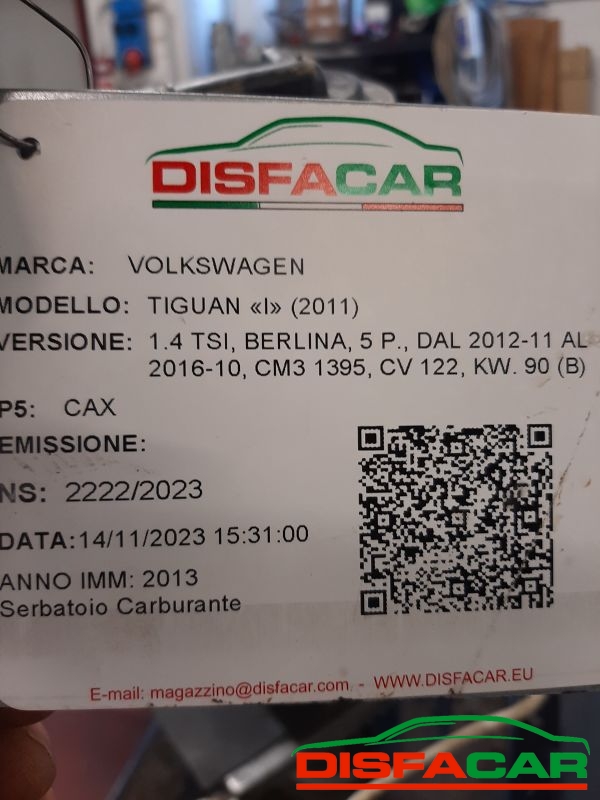 DISFACAR
MARCA: VOLKSWAGEN
MODELLO: TIGUAN «I» (2011)
VERSIONE: 1.4 TSI, BERLINA, 5 P., DAL 2012-11 AL
2016-10, CM3 1395, CV 122, KW. 90 (B)
P5: CAX
EMISSIONE:
NS: 2222/2023
DATA:14/11/2023 15:31:00
ANNO IMM: 2013
Serbatoio Carburante
E-mail: magazzino@disfacar.com - WWW.DISFACAR.EU
DISFACAR